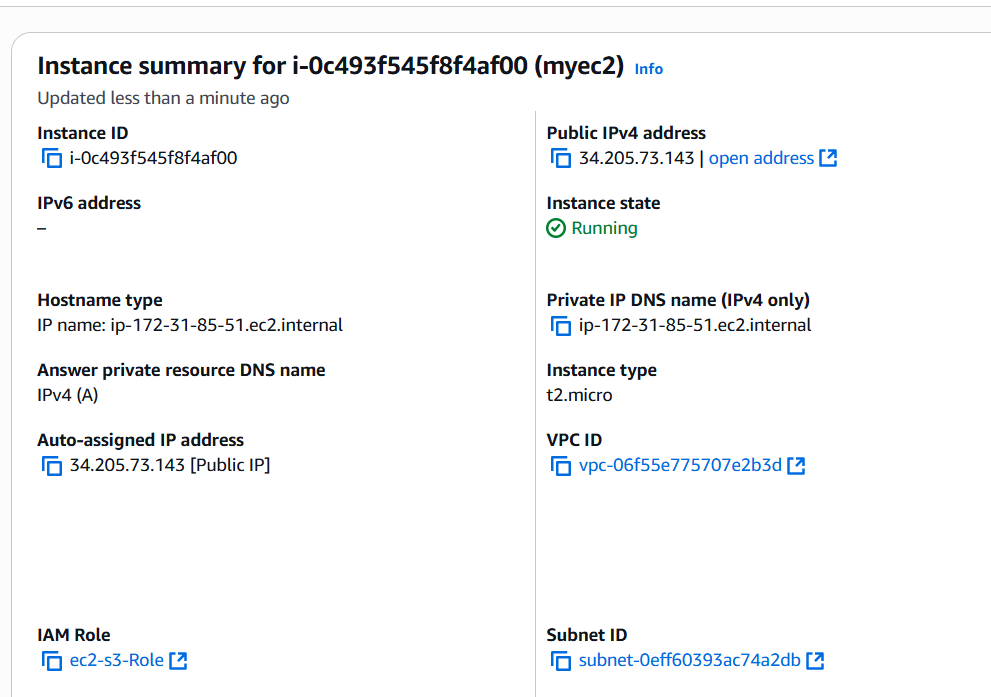 Instance summary for i-0c493f545f8f4af00 (myec2) Info
Updated less than a minute ago
Instance ID
i-0c493f545f8f4af00
Public IPv4 address
34.205.73.143 | open address
IPv6 address
–
Instance state
Running
Hostname type
IP name: ip-172-31-85-51.ec2.internal
Private IP DNS name (IPv4 only)
ip-172-31-85-51.ec2.internal
Answer private resource DNS name
IPv4 (A)
Instance type
t2.micro
Auto-assigned IP address
34.205.73.143 [Public IP]
VPC ID
vpc-06f55e775707e2b3d
IAM Role
ec2-s3-Role
Subnet ID
subnet-0eff60393ac74a2db